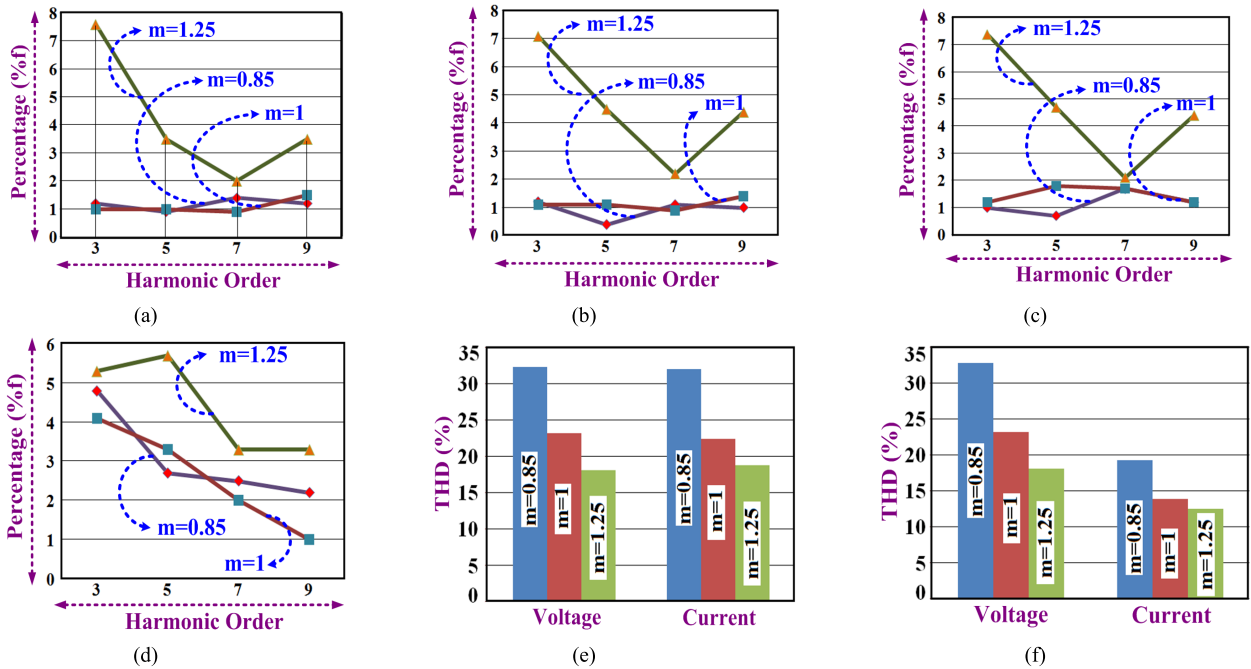 8
7
6
5
4
3
2
1
0
Percentage (%f)
m=1.25
m=0.85
m=1
3 5 7 9
Harmonic Order
(a)
8
7
6
5
4
3
2
1
0
Percentage (%f)
m=1.25
m=0.85
m=1
3 5 7 9
Harmonic Order
(b)
8
7
6
5
4
3
2
1
0
Percentage (%f)
m=1.25
m=0.85
m=1
3 5 7 9
Harmonic Order
(c)
6
5
4
3
2
1
0
Percentage (%f)
m=1.25
m=0.85
m=1
3 5 7 9
Harmonic Order
(d)
35
30
25
20
15
10
5
0
THD (%)
m=0.85
m=1
m=1.25
m=0.85
m=1
m=1.25
Voltage Current
(e)
35
30
25
20
15
10
5
0
THD (%)
m=0.85
m=1
m=1.25
m=0.85
m=1
m=1.25
Voltage Current
(f)